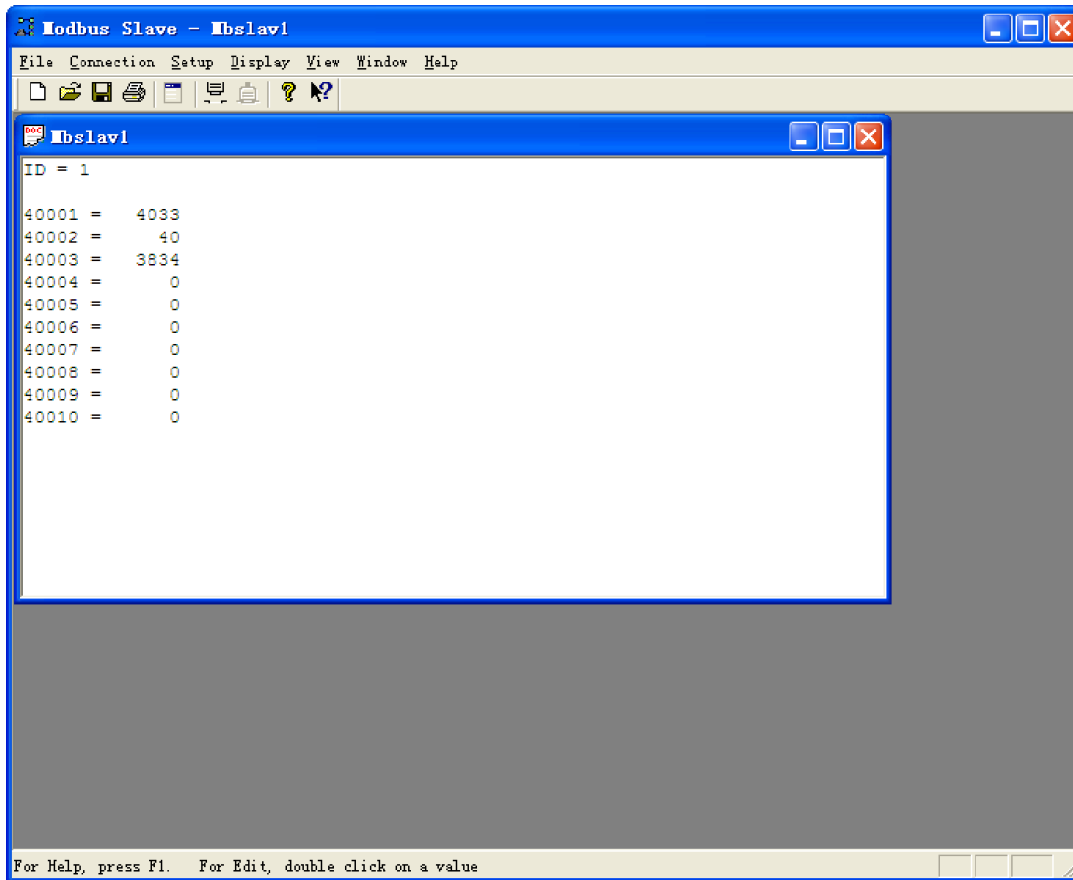 Modbus Slave - Mbslav1
File Connection Setup Display View Window Help
DOC Mbslav1
ID = 1
40001 = 4033
40002 = 40
40003 = 3834
40004 = 0
40005 = 0
40006 = 0
40007 = 0
40008 = 0
40009 = 0
40010 = 0
For Help, press F1. For Edit, double click on a value